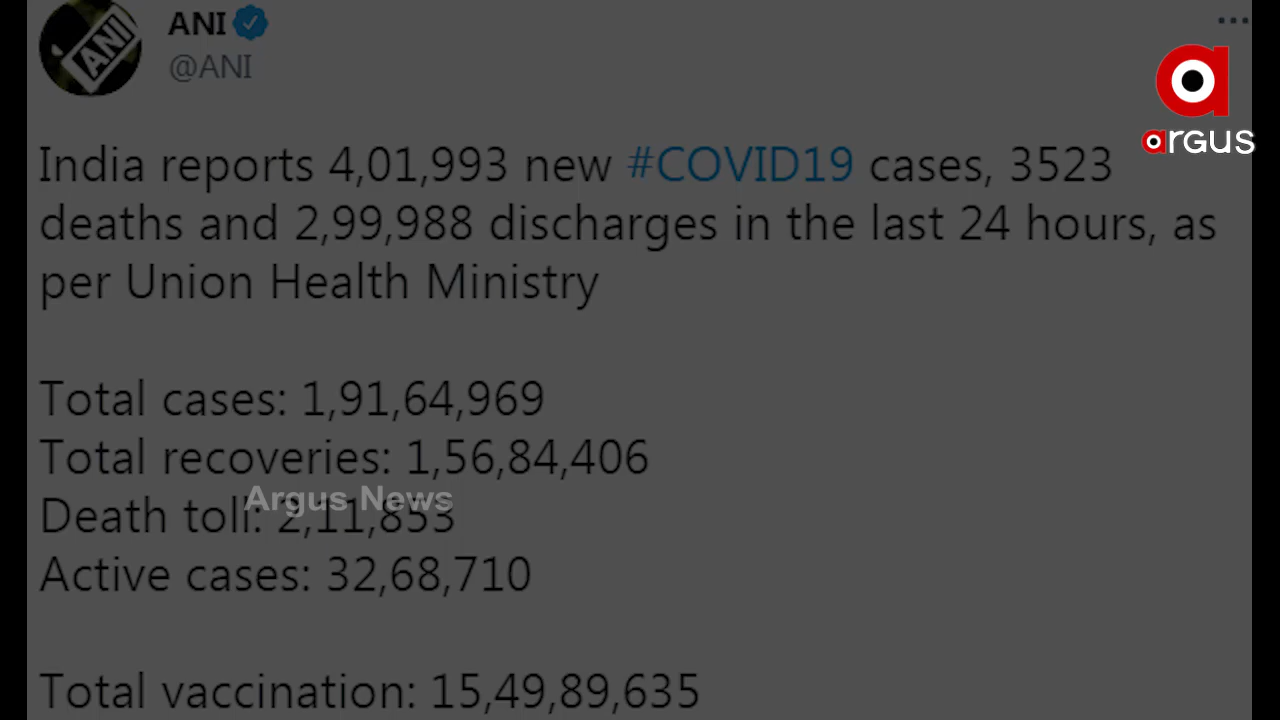 ANI
@ANI
ANI
argus
India reports 4,01,993 new #COVID19 cases, 3523
deaths and 2,99,988 discharges in the last 24 hours, as
per Union Health Ministry
Total cases: 1,91,64,969
Total recoveries: 1,56,84,406
Argus News
Death toll: 2,11,853
Active cases: 32,68,710
Total vaccination: 15,49,89,635